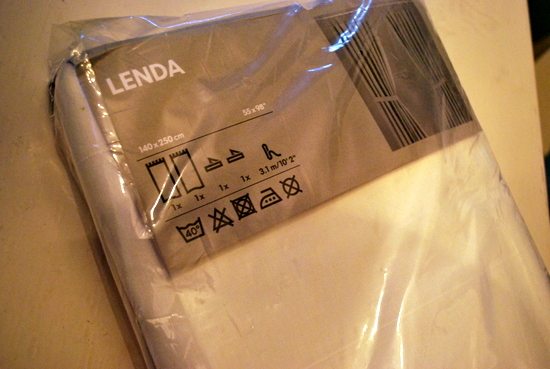 LENDA
140 x 250 cm
55 x 98"
1x 1x 1x 1x 3.1 m/10' 2"
40°